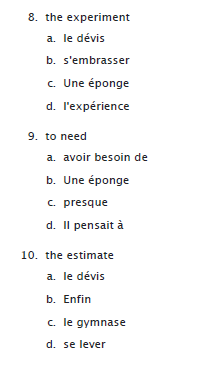 8. the experiment
a. le dévis
b. s'embrasser
c. Une éponge
d. l'expérience
9. to need
a. avoir besoin de
b. Une éponge
c. presque
d. Il pensait à
10. the estimate
a. le dévis
b. Enfin
c. le gymnase
d. se lever